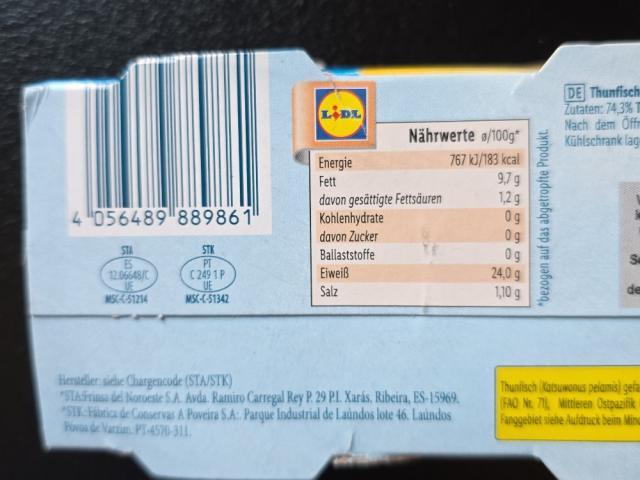 4 056489 889861
STA
ES
12.06648/C
UE
MSC-C-51214
STK
PT
C 249 1 P
UE
MSC-C-51342
LIDL
Nährwerte ø/100g*
Energie 767 kJ/183 kcal
Fett 9,7 g
davon gesättigte Fettsäuren 1,2 g
Kohlenhydrate 0 g
davon Zucker 0 g
Ballaststoffe 0 g
Eiweiß 24,0 g
Salz 1,10 g
*bezogen auf das abgetropfte Produkt.
DE Thunfisch
Zutaten: 74,3% T
Nach dem Öff
Kühlschrank lag
de
Hersteller: siehe Chargencode (STA/STK)
*STA:Frinsa del Noroeste S.A. Avda. Ramiro Carregal Rey P. 29 P.I. Xarás. Ribeira, ES-15969.
*STK: Fábrica de Conservas A Poveira S.A:. Parque Industrial de Laúndos lote 46. Laúndos
Póvoa de Varzim. PT-4570-311.
Thunfisch (Katsuwonus pelamis) gefa
(FAO Nr. 71), Mittleren Ostpazifik
Fanggebiet siehe Aufdruck beim Min